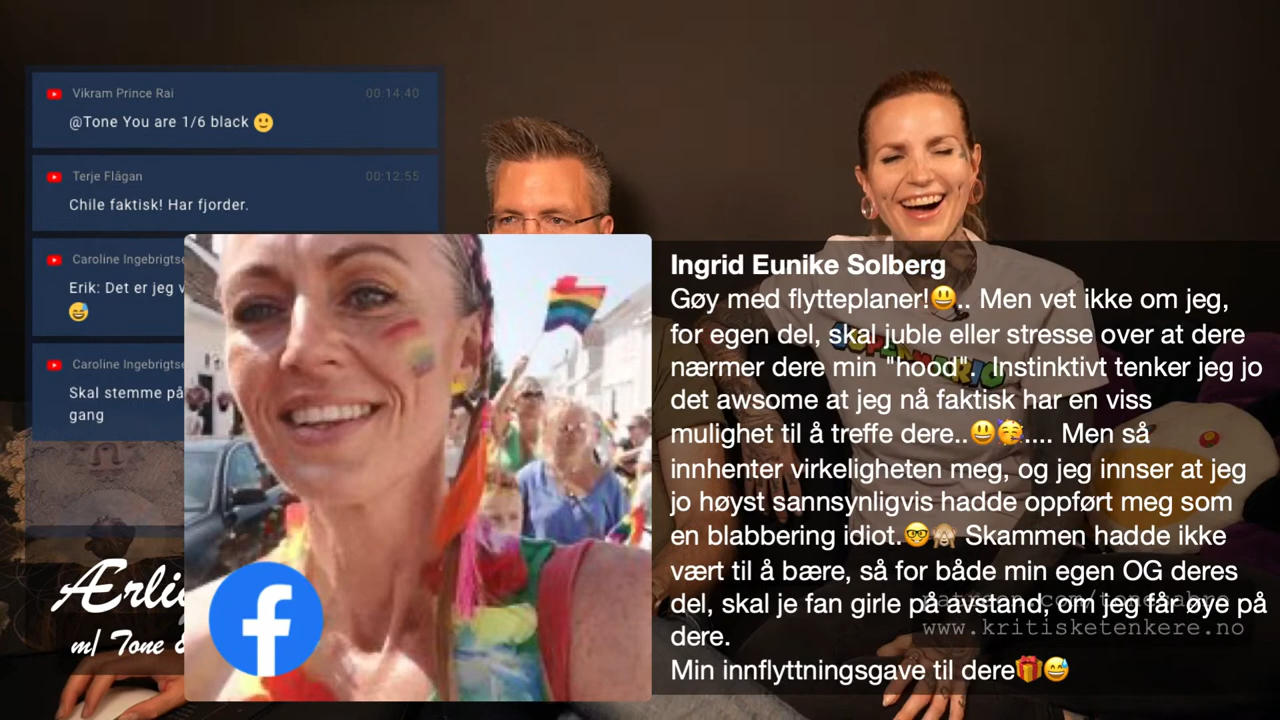 Vikram Prince Rai 00:14:40
@Tone You are 1/6 black 🙂
Terje Flågan 00:12:55
Chile faktisk! Har fjorder.
Caroline
Erik: Det er jeg
😅
Caroline
Skal stemme på
gang
m/ Tone
Ingrid Eunike Solberg
Gøy med flytteplaner!😃.. Men vet ikke om jeg,
for egen del, skal juble eller stresse over at dere
nærmer dere min "hood". Instinktivt tenker jeg jo
det awsome at jeg nå faktisk har en viss
mulighet til å treffe dere..😃🥳.... Men så
innhenter virkeligheten meg, og jeg innser at jeg
jo høyst sannsynligvis hadde oppført meg som
en blabbering idiot.🤓🙈 Skammen hadde ikke
vært til å bære, så for både min egen OG deres
del, skal je fan girle på avstand, om jeg får øye på
dere.
Min innflyttningsgave til dere🎁😅
www.kritisketenkere.no